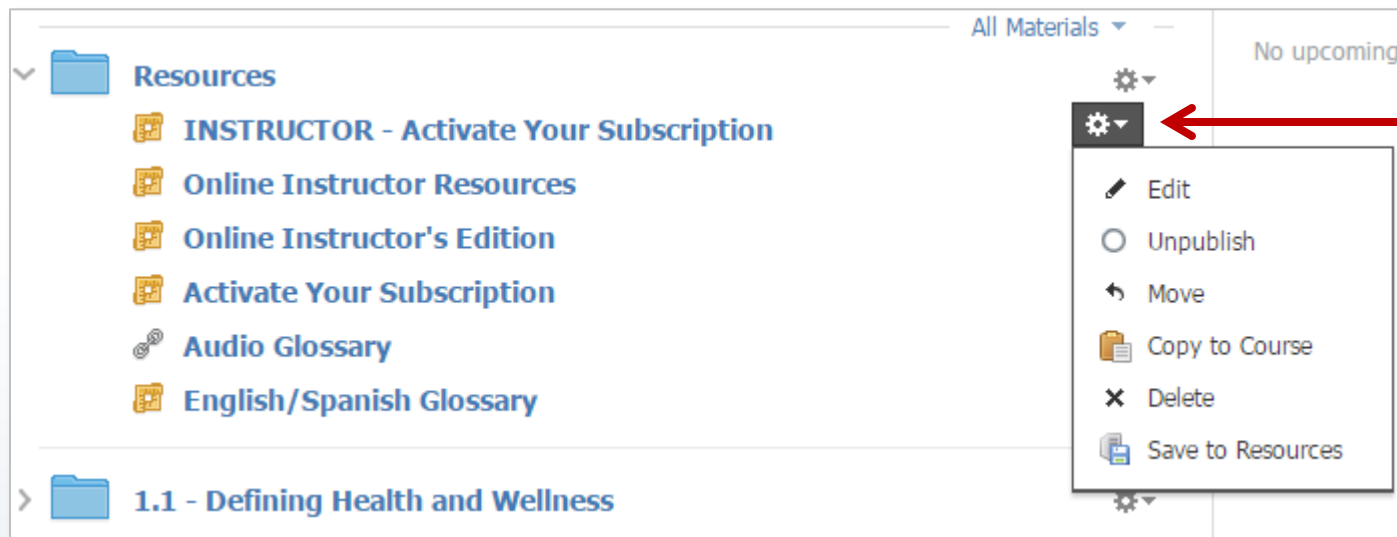 All Materials
No upcoming
Resources
INSTRUCTOR - Activate Your Subscription
Online Instructor Resources
Online Instructor's Edition
Activate Your Subscription
Audio Glossary
English/Spanish Glossary
Edit
Unpublish
Move
Copy to Course
Delete
Save to Resources
1.1 - Defining Health and Wellness